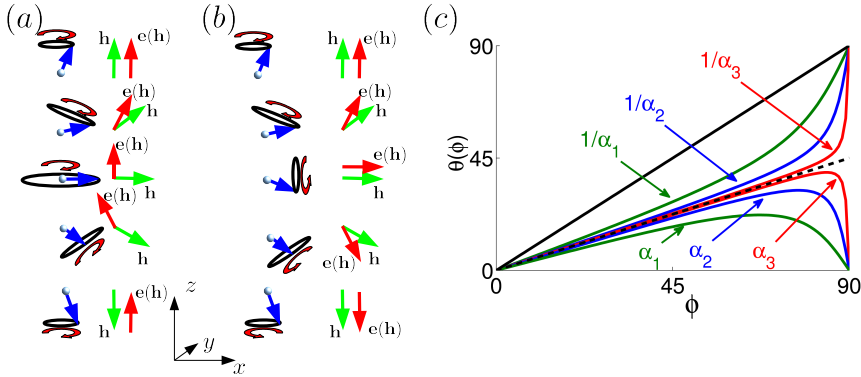 (a)
h e(h)
e(h)
h
e(h)
h
e(h)
h
h e(h)
z
y
x
(b)
h e(h)
e(h)
h
e(h)
h
h
e(h)
h
e(h)
(c)
90
45
0
θ(ϕ)
1/α₃
1/α₂
1/α₁
α₁ α₂ α₃
0 45 90
ϕ